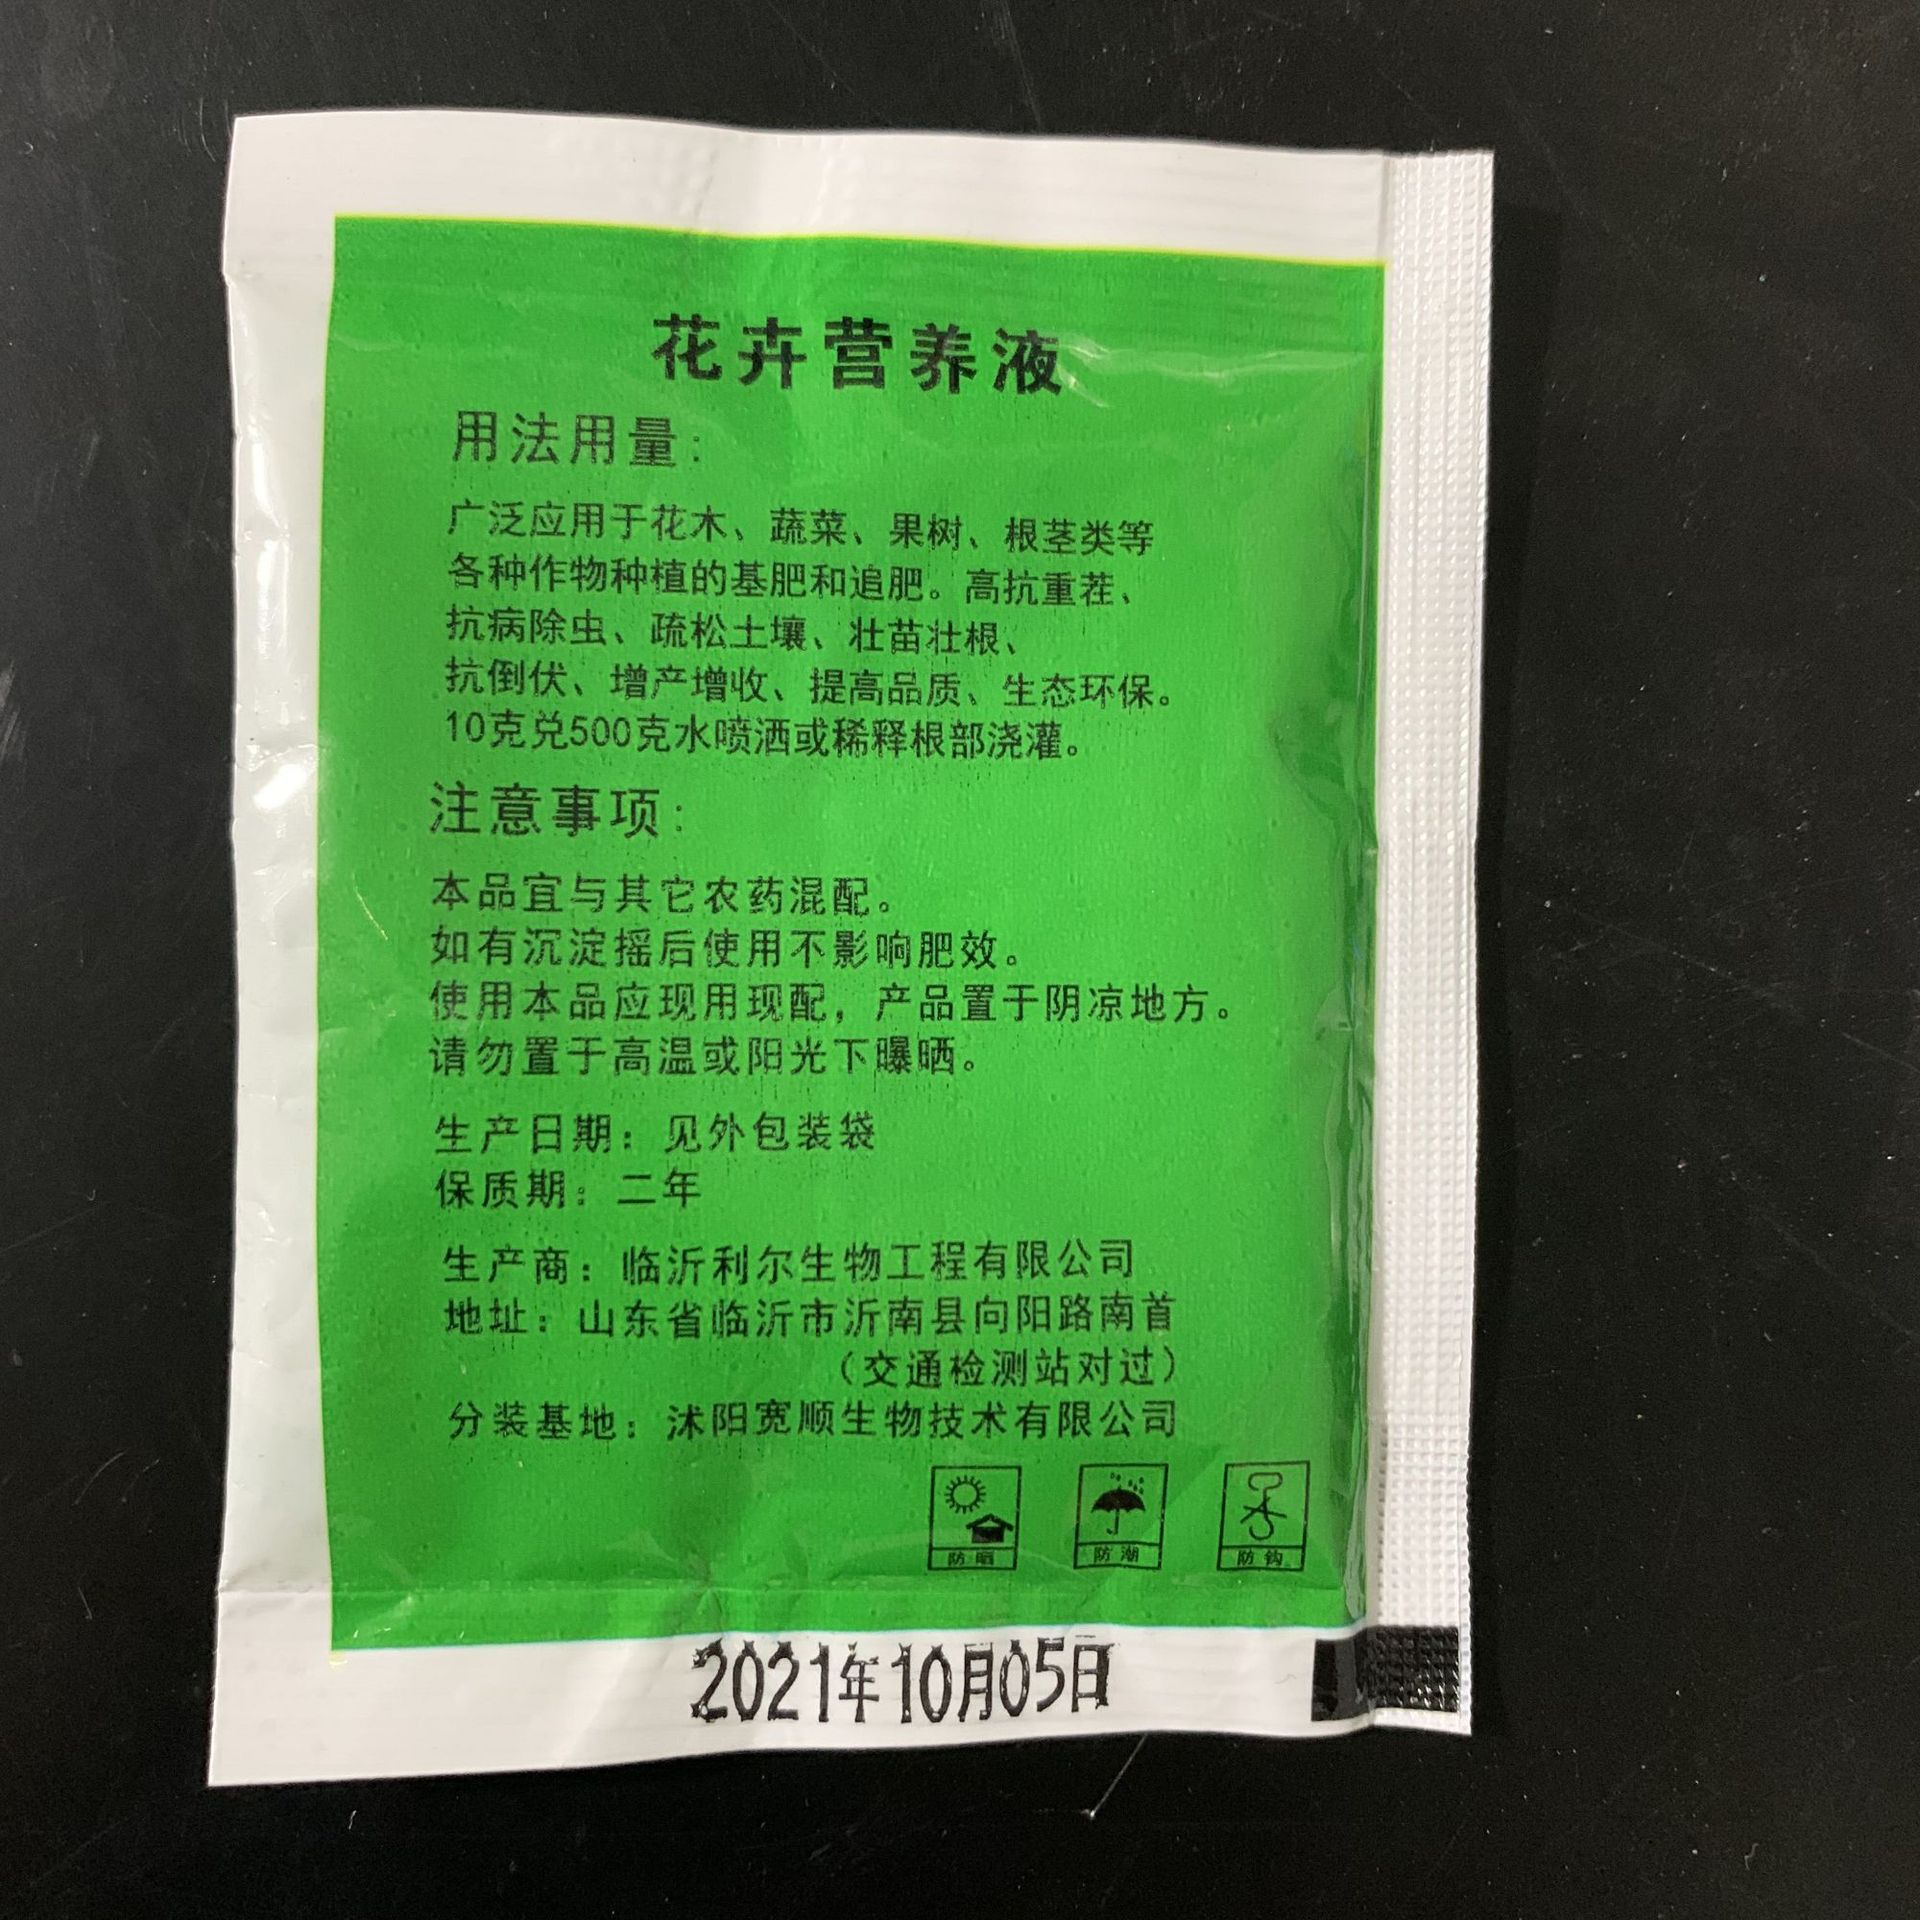 花卉营养液
用法用量:
广泛应用于花木、蔬菜、果树、根茎类等
各种作物种植的基肥和追肥。高抗重茬、
抗病除虫、疏松土壤、壮苗壮根、
抗倒伏、增产增收、提高品质、生态环保。
10克兑500克水喷洒或稀释根部浇灌。
注意事项:
本品宜与其它农药混配。
如有沉淀摇后使用不影响肥效。
使用本品应现用现配，产品置于阴凉地方。
请勿置于高温或阳光下曝晒。
生产日期：见外包装袋
保质期：二年
生产商：临沂利尔生物工程有限公司
地址：山东省临沂市沂南县向阳路南首
（交通检测站对过）
分装基地：沭阳宽顺生物技术有限公司
防晒 防潮 防钩
2021年10月05日